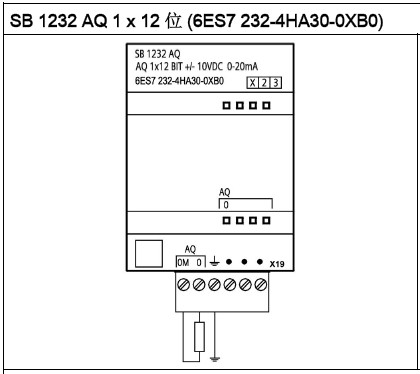 SB 1232 AQ 1 x 12 位 (6ES7 232-4HA30-0XB0)
SB 1232 AQ
AQ 1x12 BIT +/- 10VDC 0-20mA
6ES7 232-4HA30-0XB0 X 2 3
AQ
0
AQ
0M 0
X19